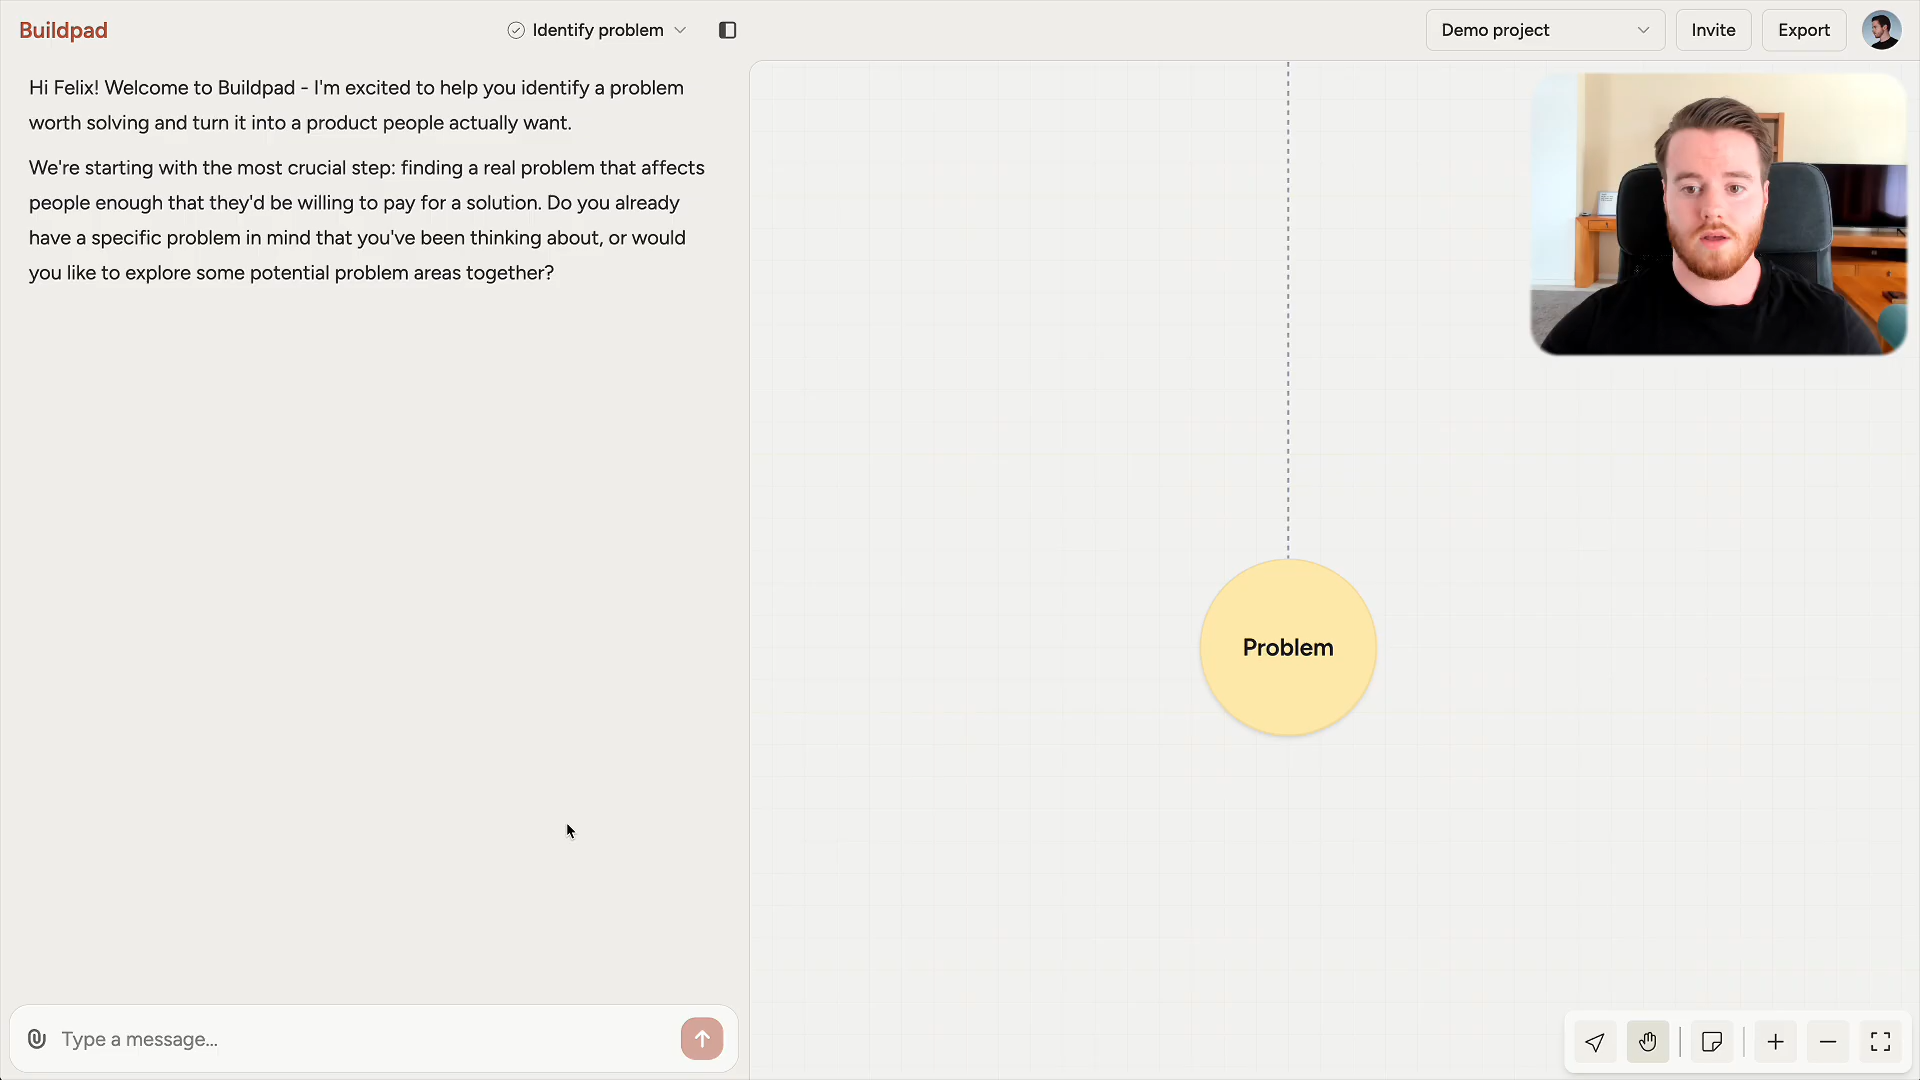 Buildpad
Identify problem
Demo project
Invite
Export
Hi Felix! Welcome to Buildpad - I'm excited to help you identify a problem
worth solving and turn it into a product people actually want.
We're starting with the most crucial step: finding a real problem that affects
people enough that they'd be willing to pay for a solution. Do you already
have a specific problem in mind that you've been thinking about, or would
you like to explore some potential problem areas together?
Problem
Type a message...